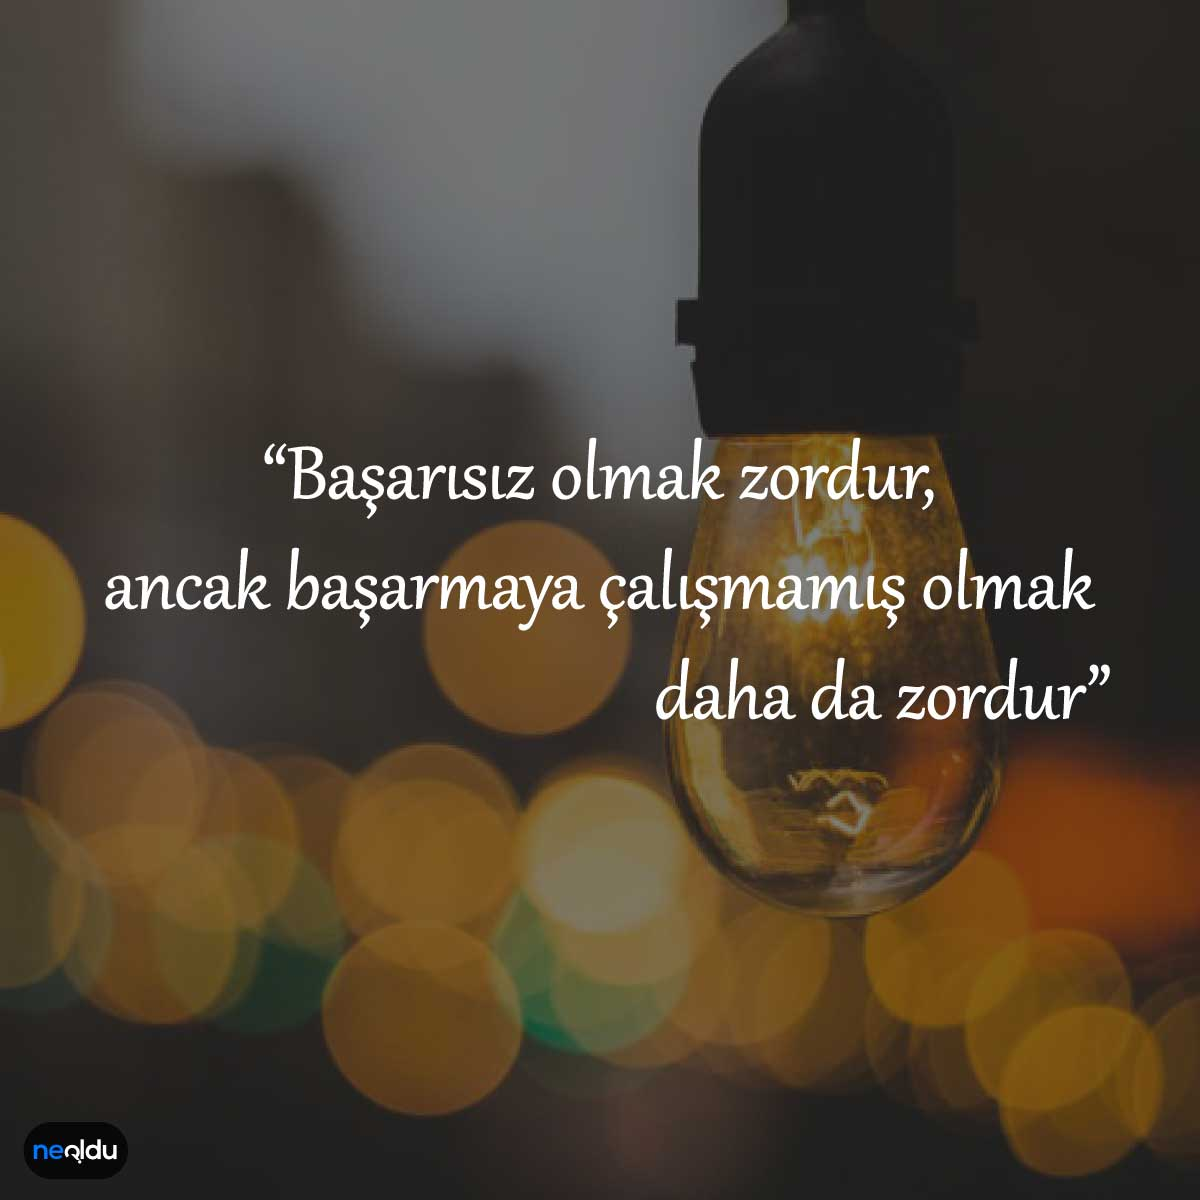 “Başarısız olmak zordur,
ancak başarmaya çalışmamış olmak
daha da zordur”
neoldu